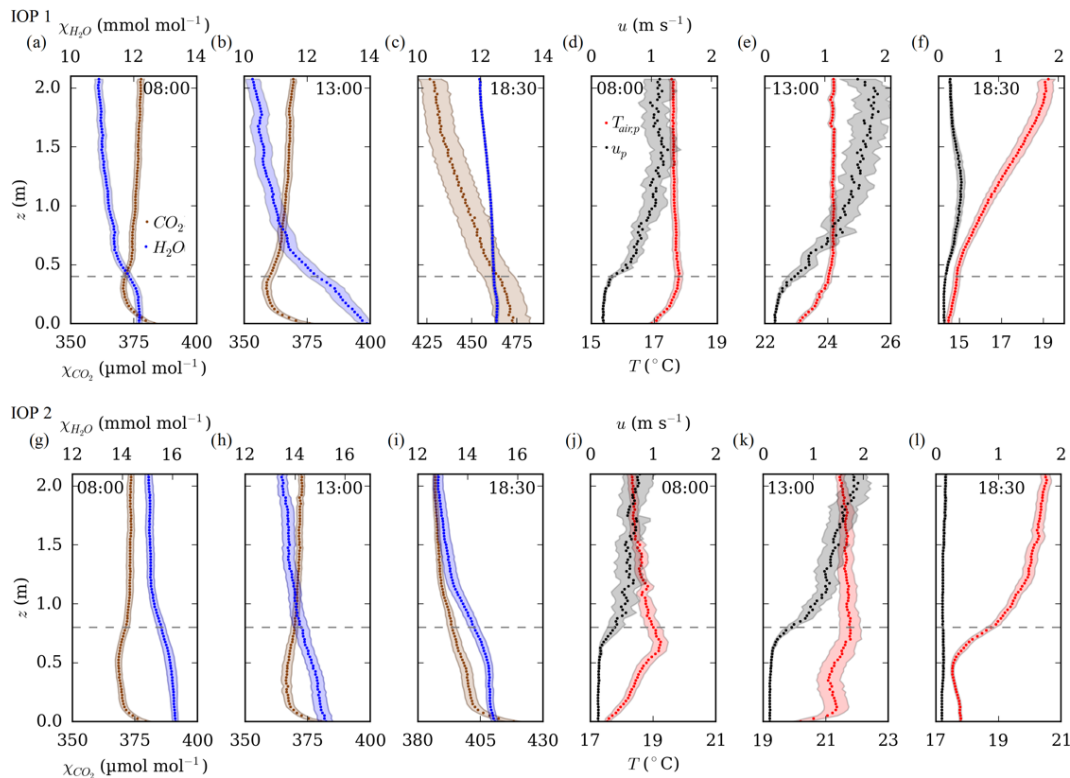 IOP 1
χH2O (mmol mol−1) u (m s−1)
(a) (b) (c) (d) (e) (f)
10 12 10 12 14 10 12 14 0 1 0 1 2 0 1 2
2.0 1.5 1.0 0.5 0.0
z (m)
08:00 13:00 18:30 08:00 13:00 18:30
CO2
H2O
Tair,p
up
350 375 400 350 375 400 425 475 15 17 19 22 24 26 15 17 19
χCO2 (µmol mol−1) T (°C)
IOP 2
χH2O (mmol mol−1) u (m s−1)
(g) (h) (i) (j) (k) (l)
12 14 16 12 14 16 12 14 16 0 1 0 1 2 0 1 2
2.0 1.5 1.0 0.5 0.0
z (m)
08:00 13:00 18:30 08:00 13:00 18:30
350 375 400 350 375 400 380 405 430 17 19 21 19 21 23 17 19 21
χCO2 (µmol mol−1) T (°C)